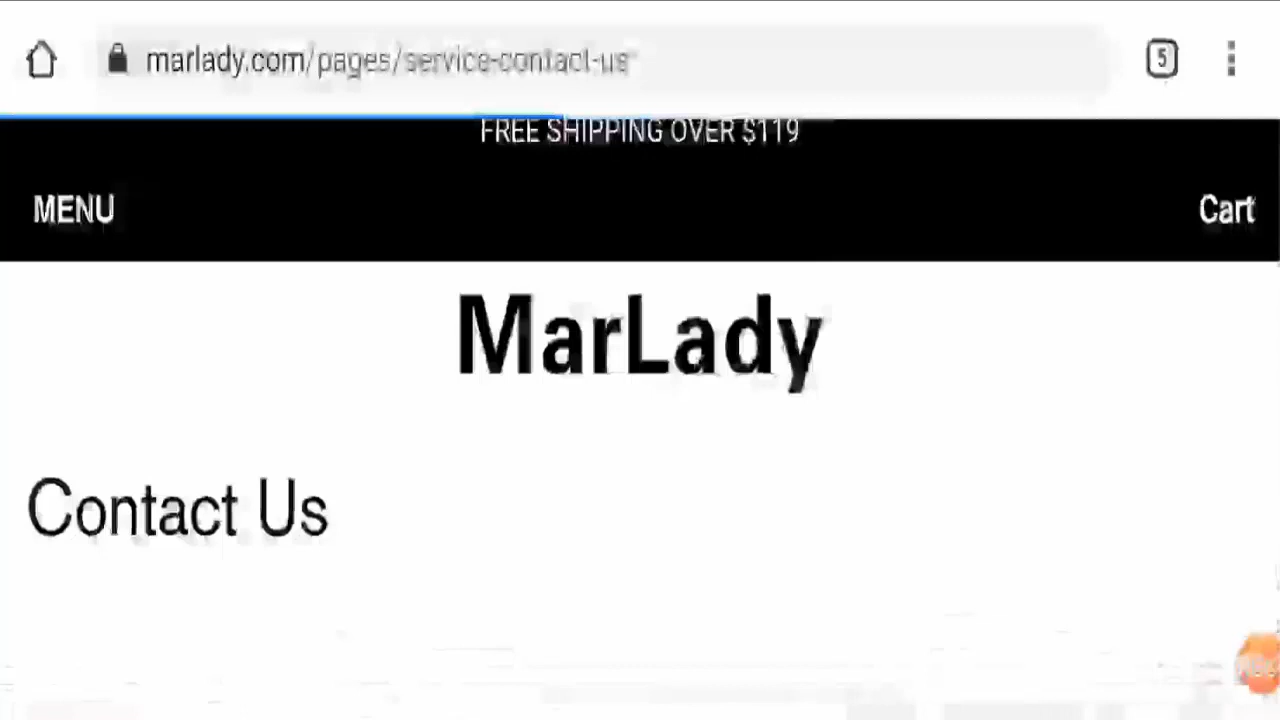 marlady.com/pages/service-contact-us
5
FREE SHIPPING OVER $119
MENU
Cart
MarLady
Contact Us